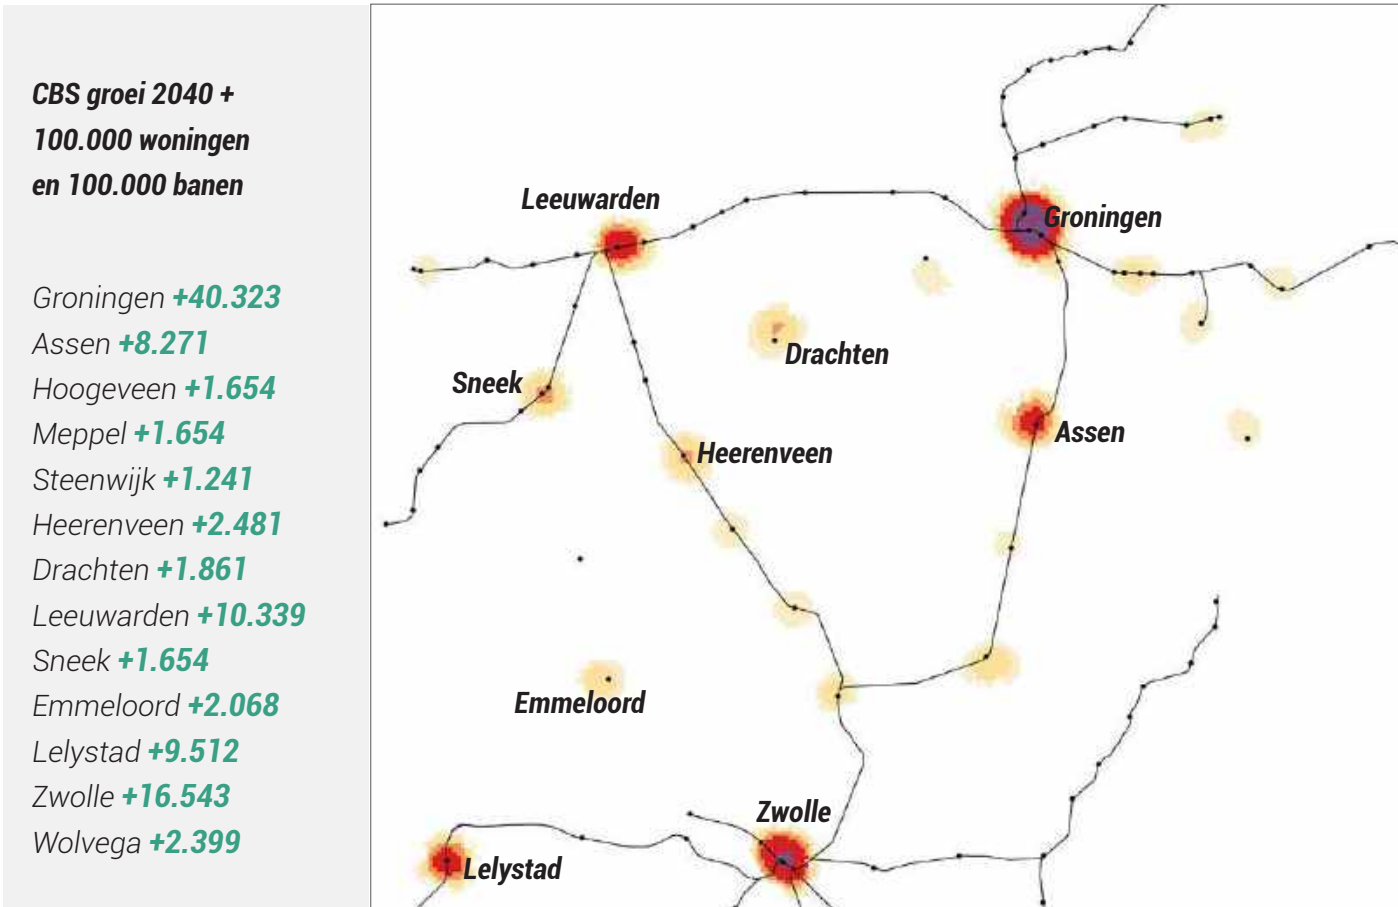 CBS groei 2040 +
100.000 woningen
en 100.000 banen
Groningen +40.323
Assen +8.271
Hoogeveen +1.654
Meppel +1.654
Steenwijk +1.241
Heerenveen +2.481
Drachten +1.861
Leeuwarden +10.339
Sneek +1.654
Emmeloord +2.068
Lelystad +9.512
Zwolle +16.543
Wolvega +2.399
Leeuwarden
Groningen
Drachten
Sneek
Assen
Heerenveen
Emmeloord
Zwolle
Lelystad